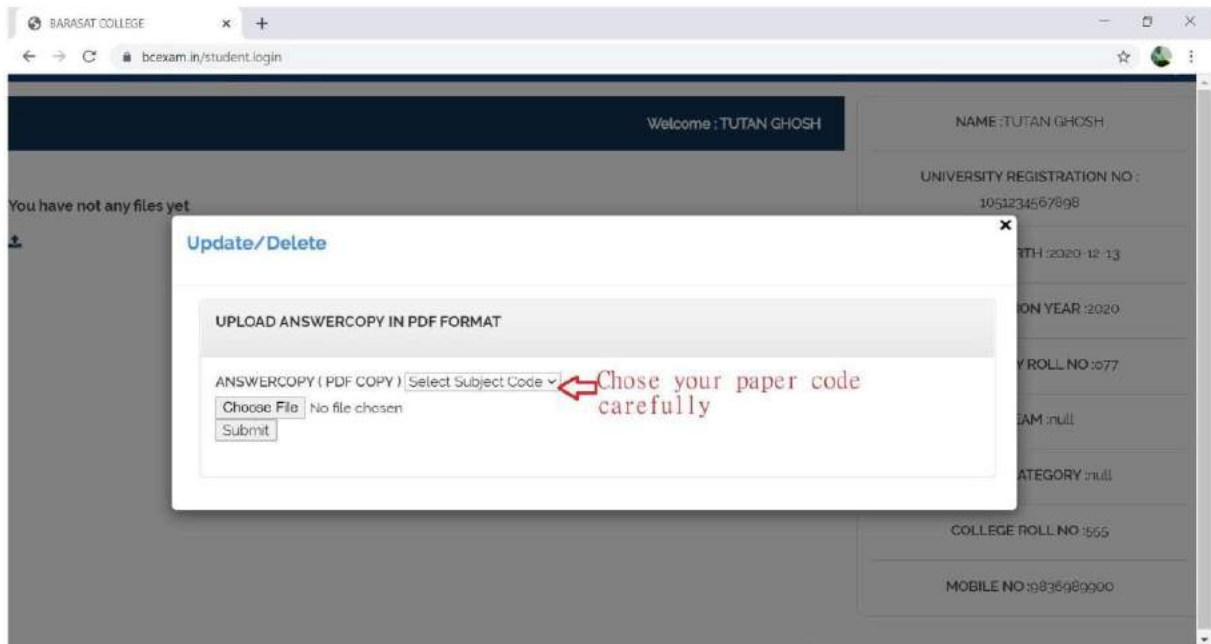 BARASAT COLLEGE
bcexam.in/student.login
Welcome : TUTAN GHOSH
NAME :TUTAN GHOSH
UNIVERSITY REGISTRATION NO :
1051234567898
You have not any files yet
Update/Delete
RTH :2020-12-13
UPLOAD ANSWERCOPY IN PDF FORMAT
ION YEAR :2020
ANSWERCOPY ( PDF COPY ) Select Subject Code
Chose your paper code
carefully
Y ROLL NO :077
Choose File No file chosen
Submit
EAM :null
ATEGORY :null
COLLEGE ROLL NO :555
MOBILE NO :9836989900